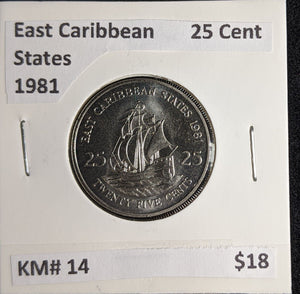 East Caribbean 25 Cent
States
1981
EAST CARIBBEAN STATES 1981
25 25
TWENTY FIVE CENTS
KM# 14 $18